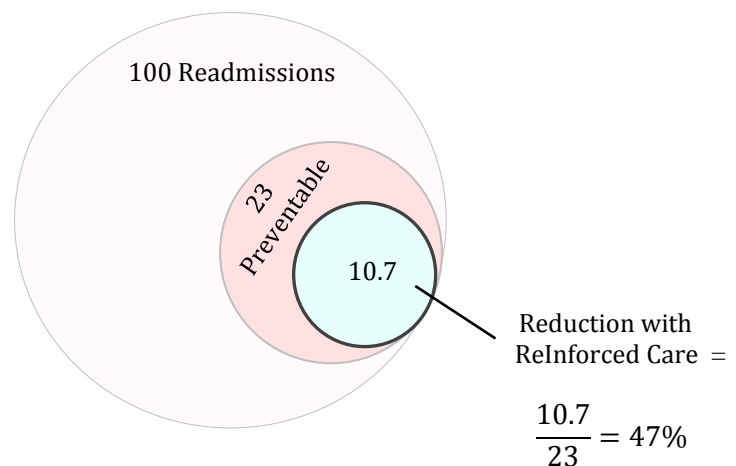 100 Readmissions
23
Preventable
10.7
Reduction with
ReInforced Care =
10.7
23
= 47%